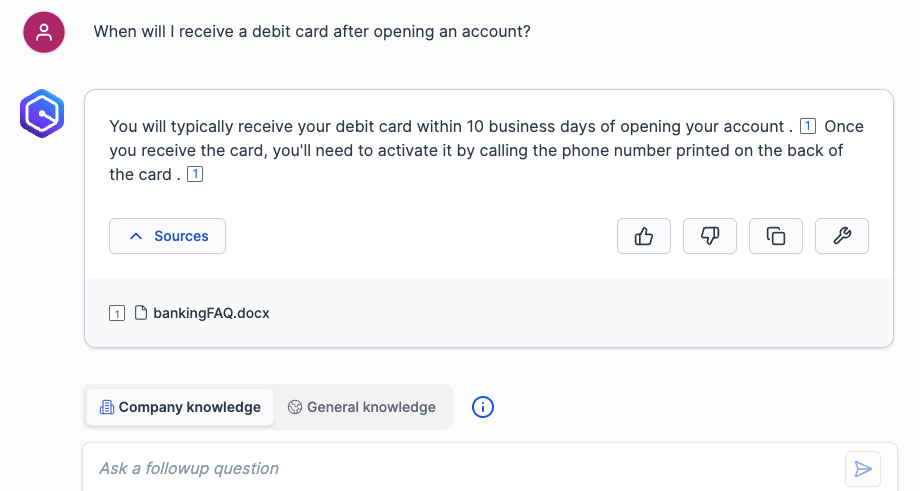 When will I receive a debit card after opening an account?
You will typically receive your debit card within 10 business days of opening your account . 1 Once
you receive the card, you'll need to activate it by calling the phone number printed on the back of
the card . 1
Sources
1 bankingFAQ.docx
Company knowledge General knowledge
Ask a followup question